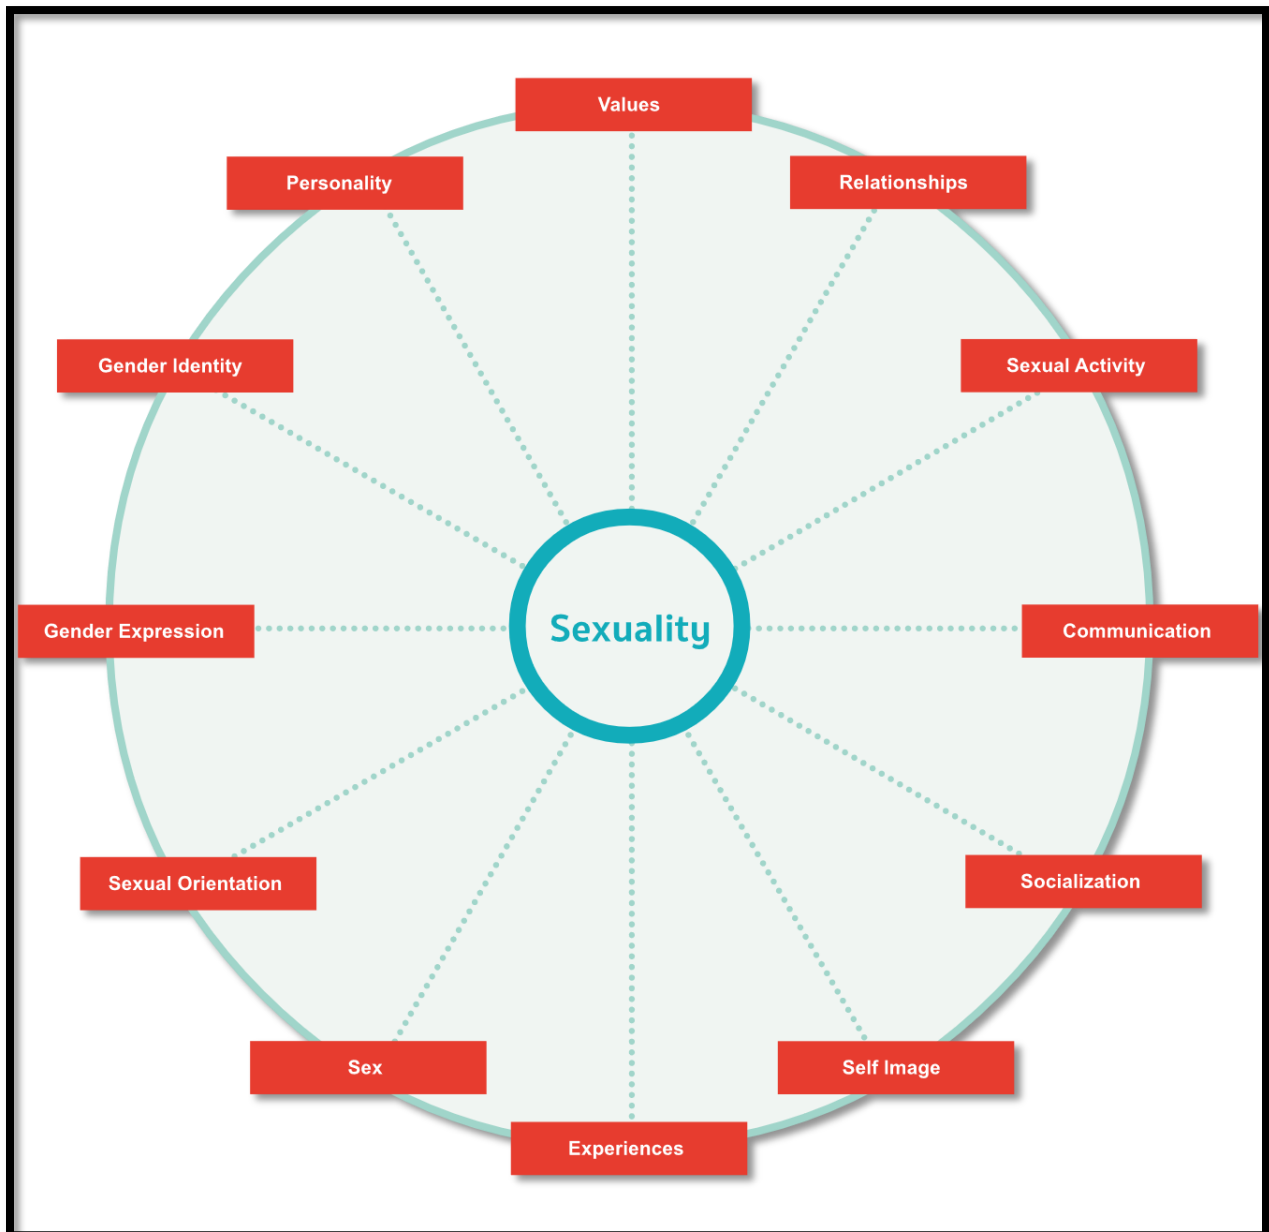 Values
Personality
Relationships
Gender Identity
Sexual Activity
Sexuality
Gender Expression
Communication
Sexual Orientation
Socialization
Sex
Self Image
Experiences